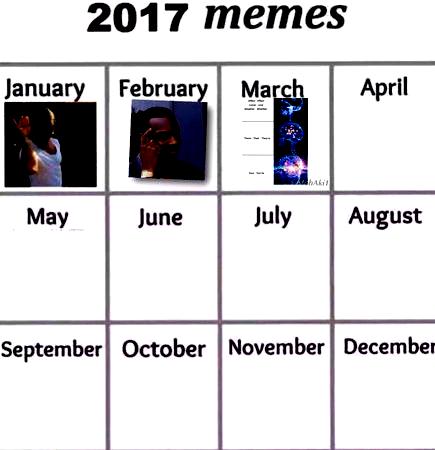 2017 memes
January February March April
May June July August
September October November December